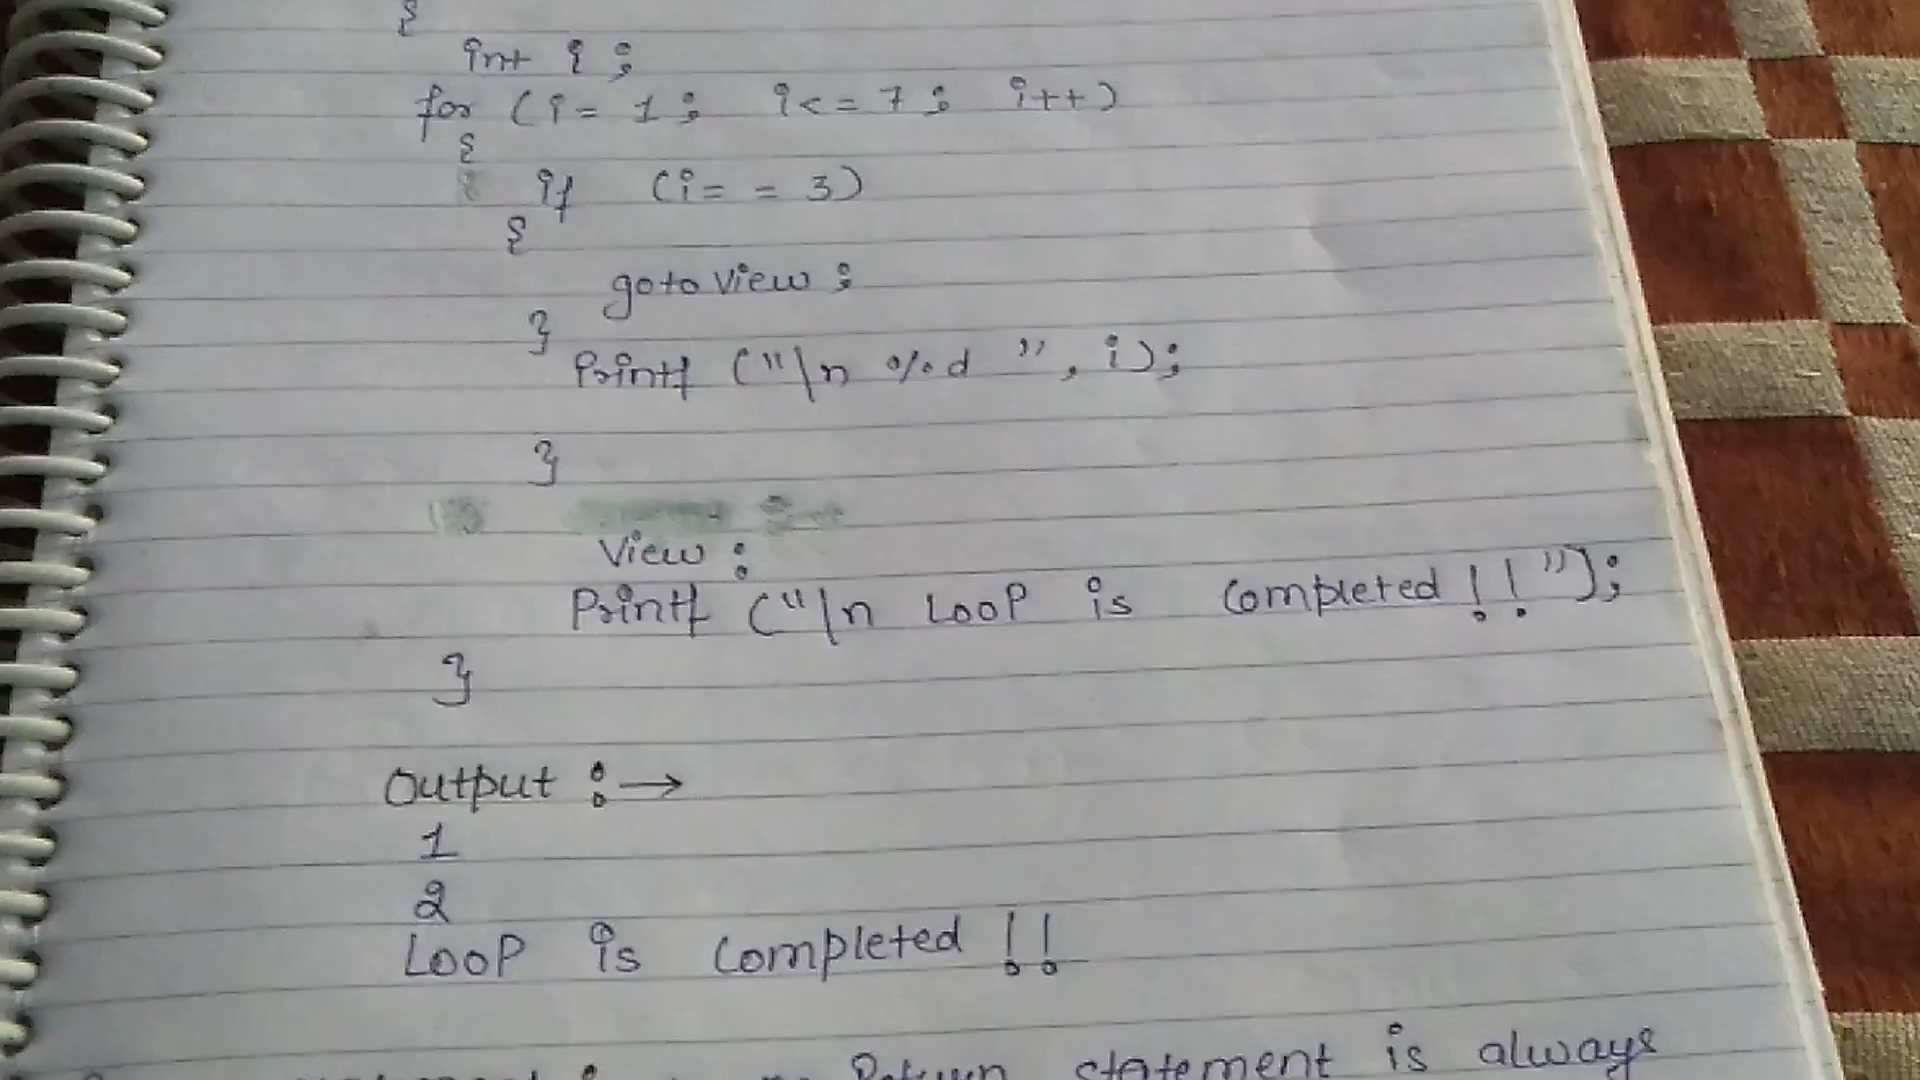 {
int i ;
for ( i = 1 ; i < = 7 ; i + + )
{
if ( i = = 3 )
{
goto view ;
}
Printf ("\n %d ", i ) ;
}
View :
Printf ("\n LooP is completed !! ") ;
}
Output :→
1
2
LooP is completed !!
Return statement is always